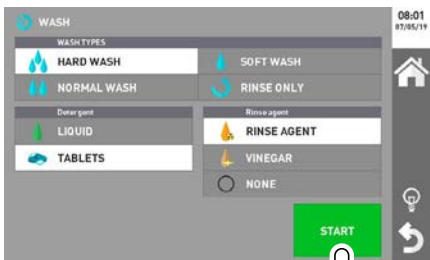 WASH
08:01
07/05/19
WASH TYPES
HARD WASH
SOFT WASH
NORMAL WASH
RINSE ONLY
Detergent
Rinse agent
LIQUID
RINSE AGENT
TABLETS
VINEGAR
NONE
START